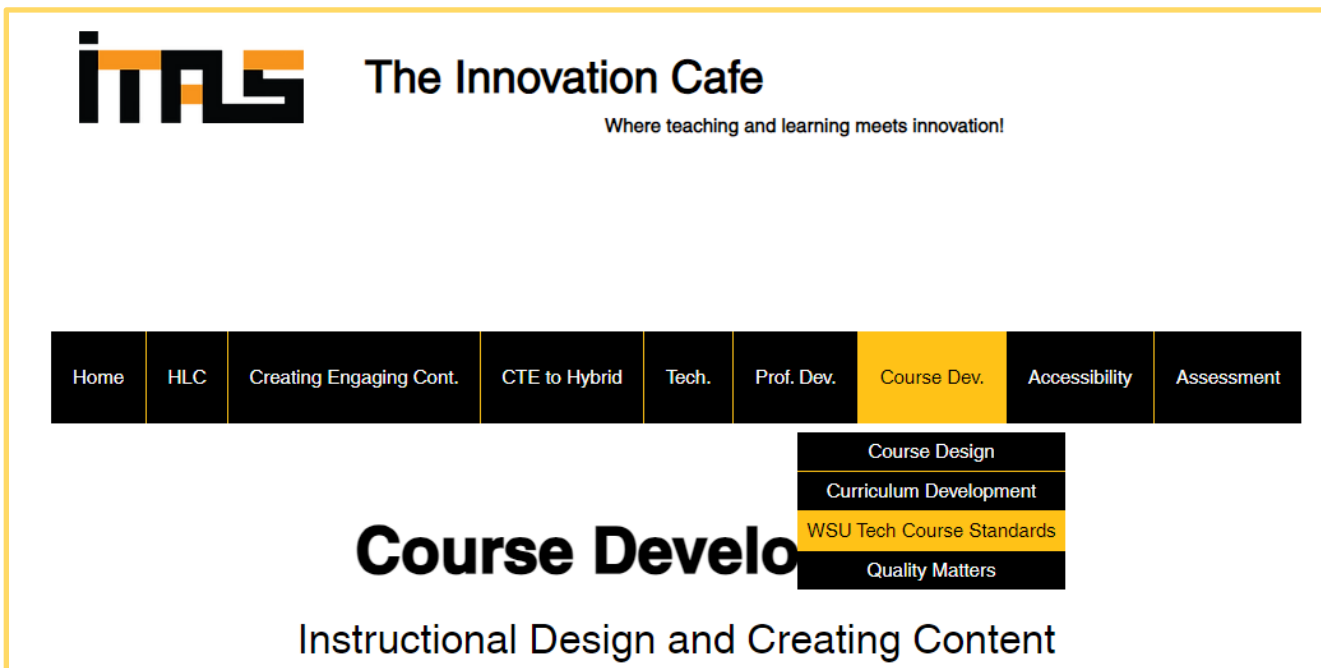 iTALS
The Innovation Cafe
Where teaching and learning meets innovation!
Home HLC Creating Engaging Cont. CTE to Hybrid Tech. Prof. Dev. Course Dev. Accessibility Assessment
Course Design
Curriculum Development
WSU Tech Course Standards
Quality Matters
Course Develo
Instructional Design and Creating Content